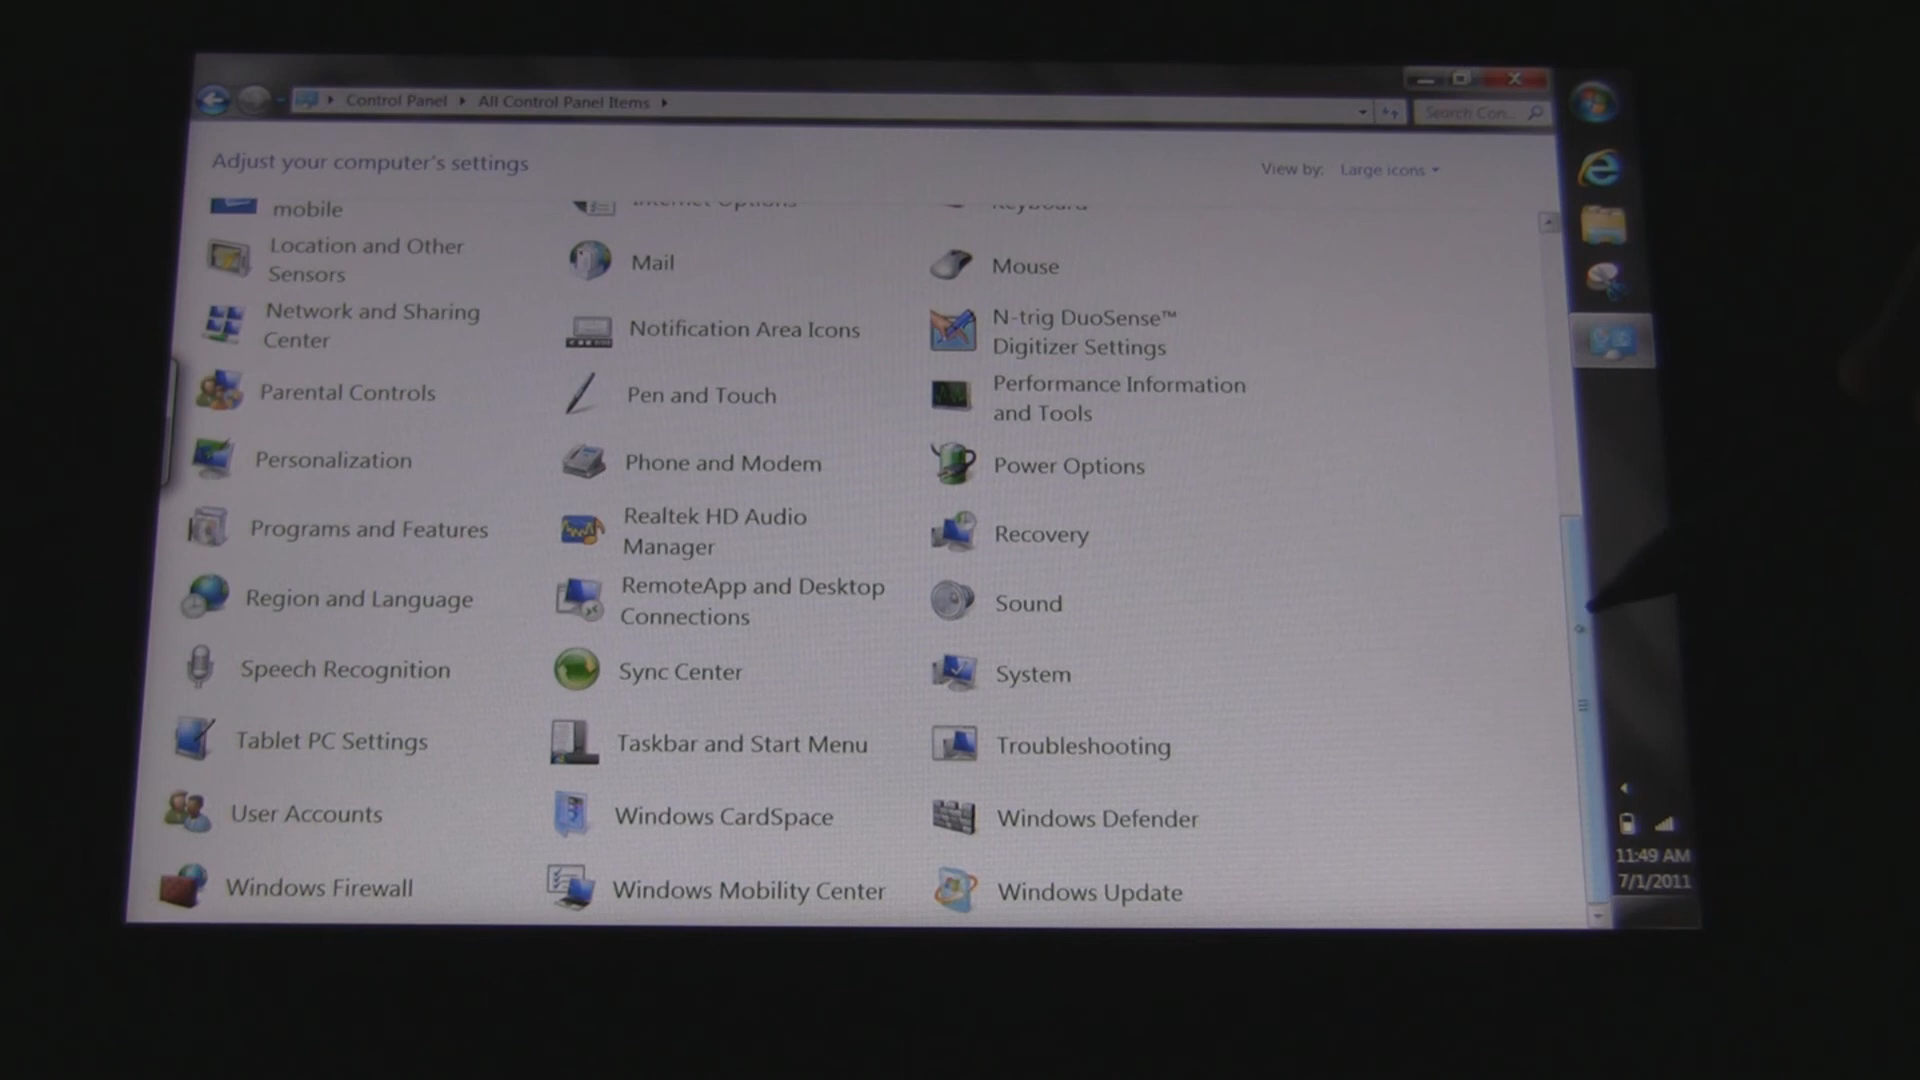 Control Panel All Control Panel Items
Search Con...
Adjust your computer's settings
View by: Large icons
mobile
Internet Options
Keyboard
Location and Other
Sensors
Mail
Mouse
Network and Sharing
Center
Notification Area Icons
N-trig DuoSense™
Digitizer Settings
Parental Controls
Pen and Touch
Performance Information
and Tools
Personalization
Phone and Modem
Power Options
Programs and Features
Realtek HD Audio
Manager
Recovery
Region and Language
RemoteApp and Desktop
Connections
Sound
Speech Recognition
Sync Center
System
Tablet PC Settings
Taskbar and Start Menu
Troubleshooting
User Accounts
Windows CardSpace
Windows Defender
Windows Firewall
Windows Mobility Center
Windows Update
11:49 AM
7/1/2011